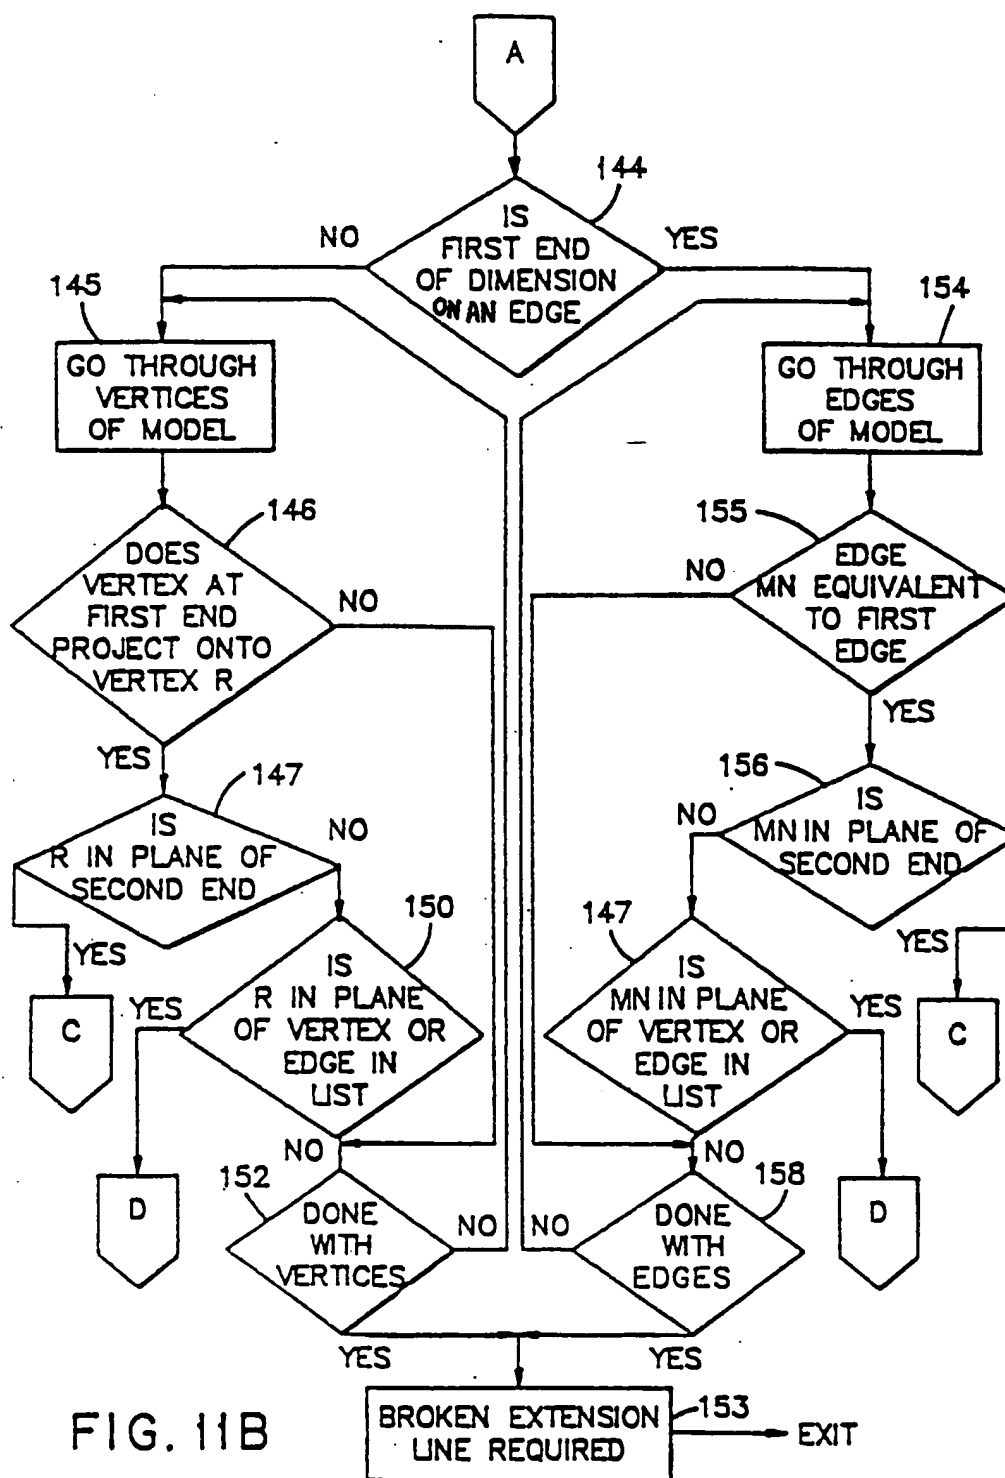 A
144
IS
FIRST END
OF DIMENSION
ON AN EDGE
NO
YES
145
GO THROUGH
VERTICES
OF MODEL
154
GO THROUGH
EDGES
OF MODEL
146
DOES
VERTEX AT
FIRST END
PROJECT ONTO
VERTEX R
NO
YES
155
EDGE
MN EQUIVALENT
TO FIRST
EDGE
NO
YES
147
IS
R IN PLANE OF
SECOND END
NO
YES
C
156
IS
MN IN PLANE OF
SECOND END
NO
YES
C
150
IS
R IN PLANE
OF VERTEX OR
EDGE IN
LIST
YES
NO
D
147
IS
MN IN PLANE
OF VERTEX OR
EDGE IN
LIST
YES
NO
D
152
DONE
WITH
VERTICES
NO
YES
158
DONE
WITH
EDGES
NO
YES
BROKEN EXTENSION
LINE REQUIRED
153
EXIT
FIG. 11B